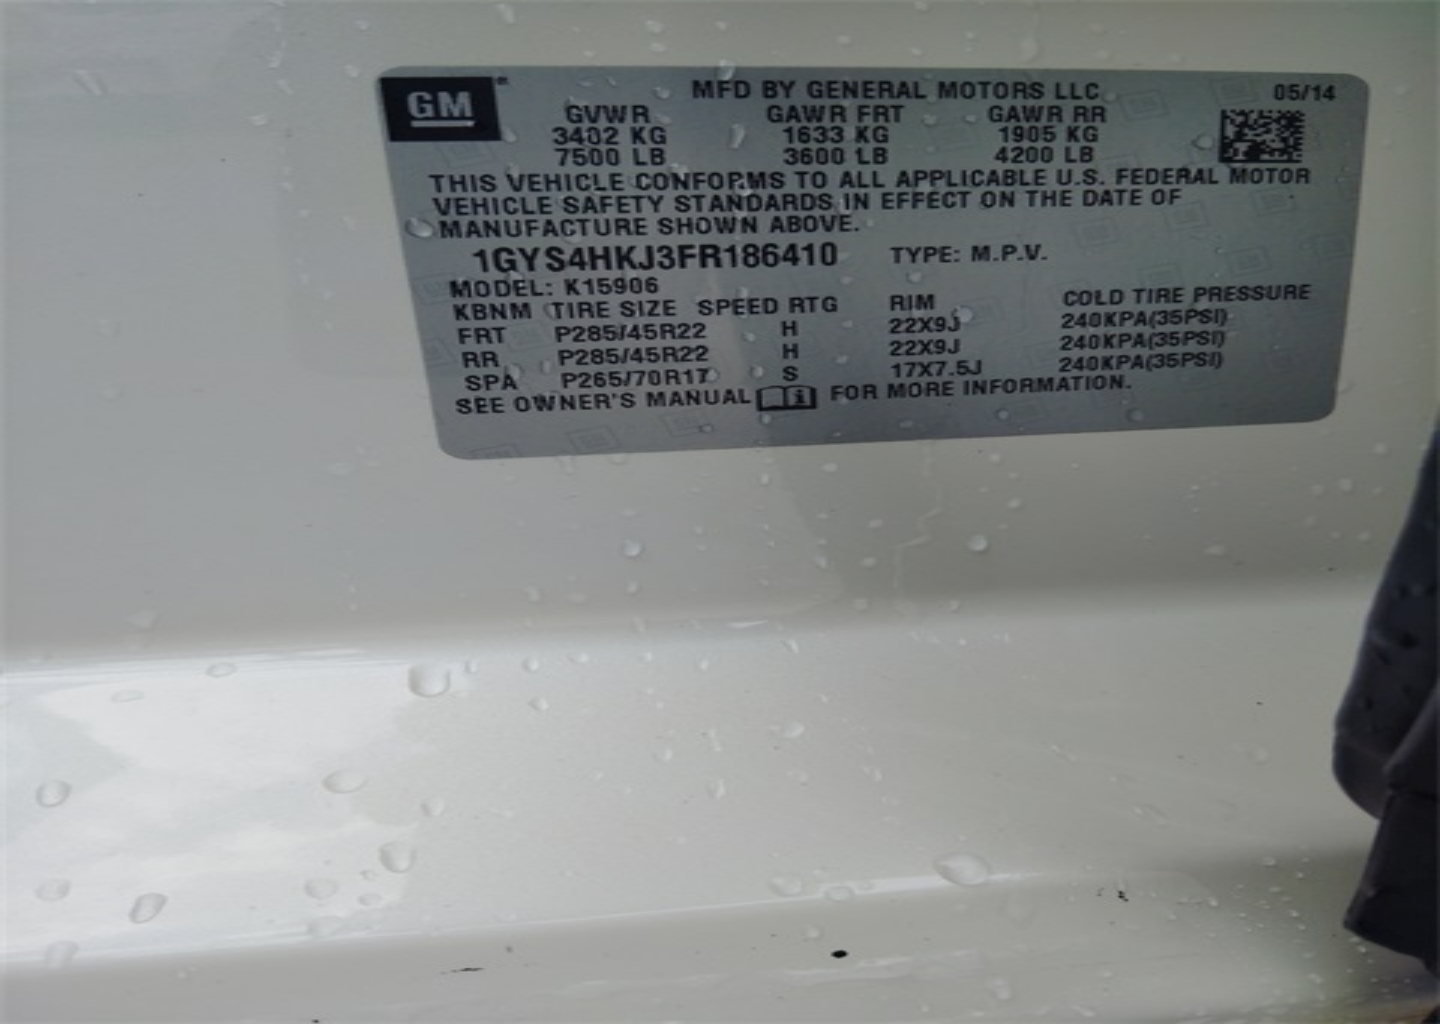 GM
MFD BY GENERAL MOTORS LLC 05/14
GVWR GAWR FRT GAWR RR
3402 KG 1633 KG 1905 KG
7500 LB 3600 LB 4200 LB
THIS VEHICLE CONFORMS TO ALL APPLICABLE U.S. FEDERAL MOTOR
VEHICLE SAFETY STANDARDS IN EFFECT ON THE DATE OF
MANUFACTURE SHOWN ABOVE.
1GYS4HKJ3FR186410 TYPE: M.P.V.
MODEL: K15906
KBNM TIRE SIZE SPEED RTG RIM COLD TIRE PRESSURE
FRT P285/45R22 H 22X9J 240KPA(35PSI)
RR P285/45R22 H 22X9J 240KPA(35PSI)
SPA P265/70R17 S 17X7.5J 240KPA(35PSI)
SEE OWNER'S MANUAL FOR MORE INFORMATION.